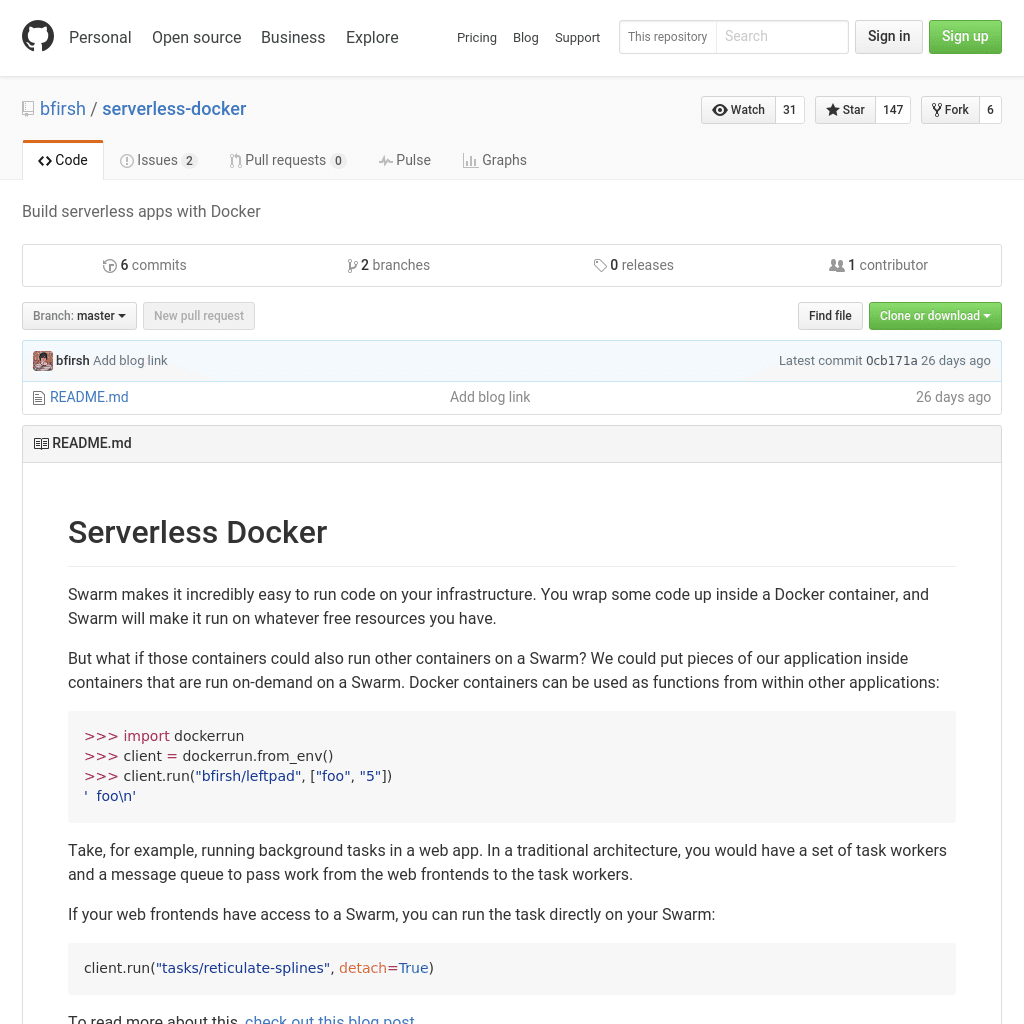 Personal Open source Business Explore Pricing Blog Support This repository Search Sign in Sign up
bfirsh / serverless-docker Watch 31 Star 147 Fork 6
Code Issues 2 Pull requests 0 Pulse Graphs
Build serverless apps with Docker
6 commits 2 branches 0 releases 1 contributor
Branch: master New pull request Find file Clone or download
bfirsh Add blog link Latest commit 0cb171a 26 days ago
README.md Add blog link 26 days ago
README.md
Serverless Docker
Swarm makes it incredibly easy to run code on your infrastructure. You wrap some code up inside a Docker container, and
Swarm will make it run on whatever free resources you have.
But what if those containers could also run other containers on a Swarm? We could put pieces of our application inside
containers that are run on-demand on a Swarm. Docker containers can be used as functions from within other applications:
>>> import dockerrun
>>> client = dockerrun.from_env()
>>> client.run("bfirsh/leftpad", ["foo", "5"])
'  foo\n'
Take, for example, running background tasks in a web app. In a traditional architecture, you would have a set of task workers
and a message queue to pass work from the web frontends to the task workers.
If your web frontends have access to a Swarm, you can run the task directly on your Swarm:
client.run("tasks/reticulate-splines", detach=True)
To read more about this, check out this blog post.